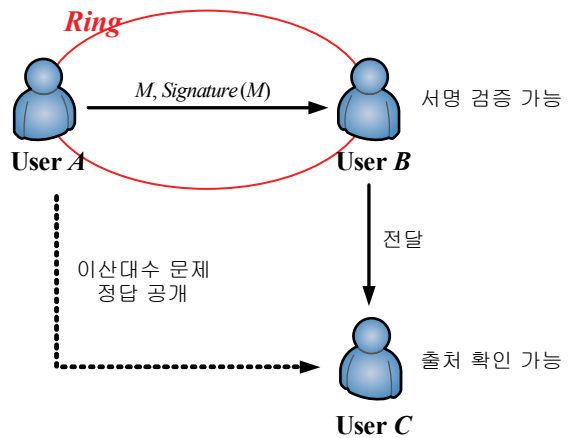 Ring
M, Signature(M)
서명 검증 가능
User A
User B
전달
이산대수 문제
정답 공개
출처 확인 가능
User C